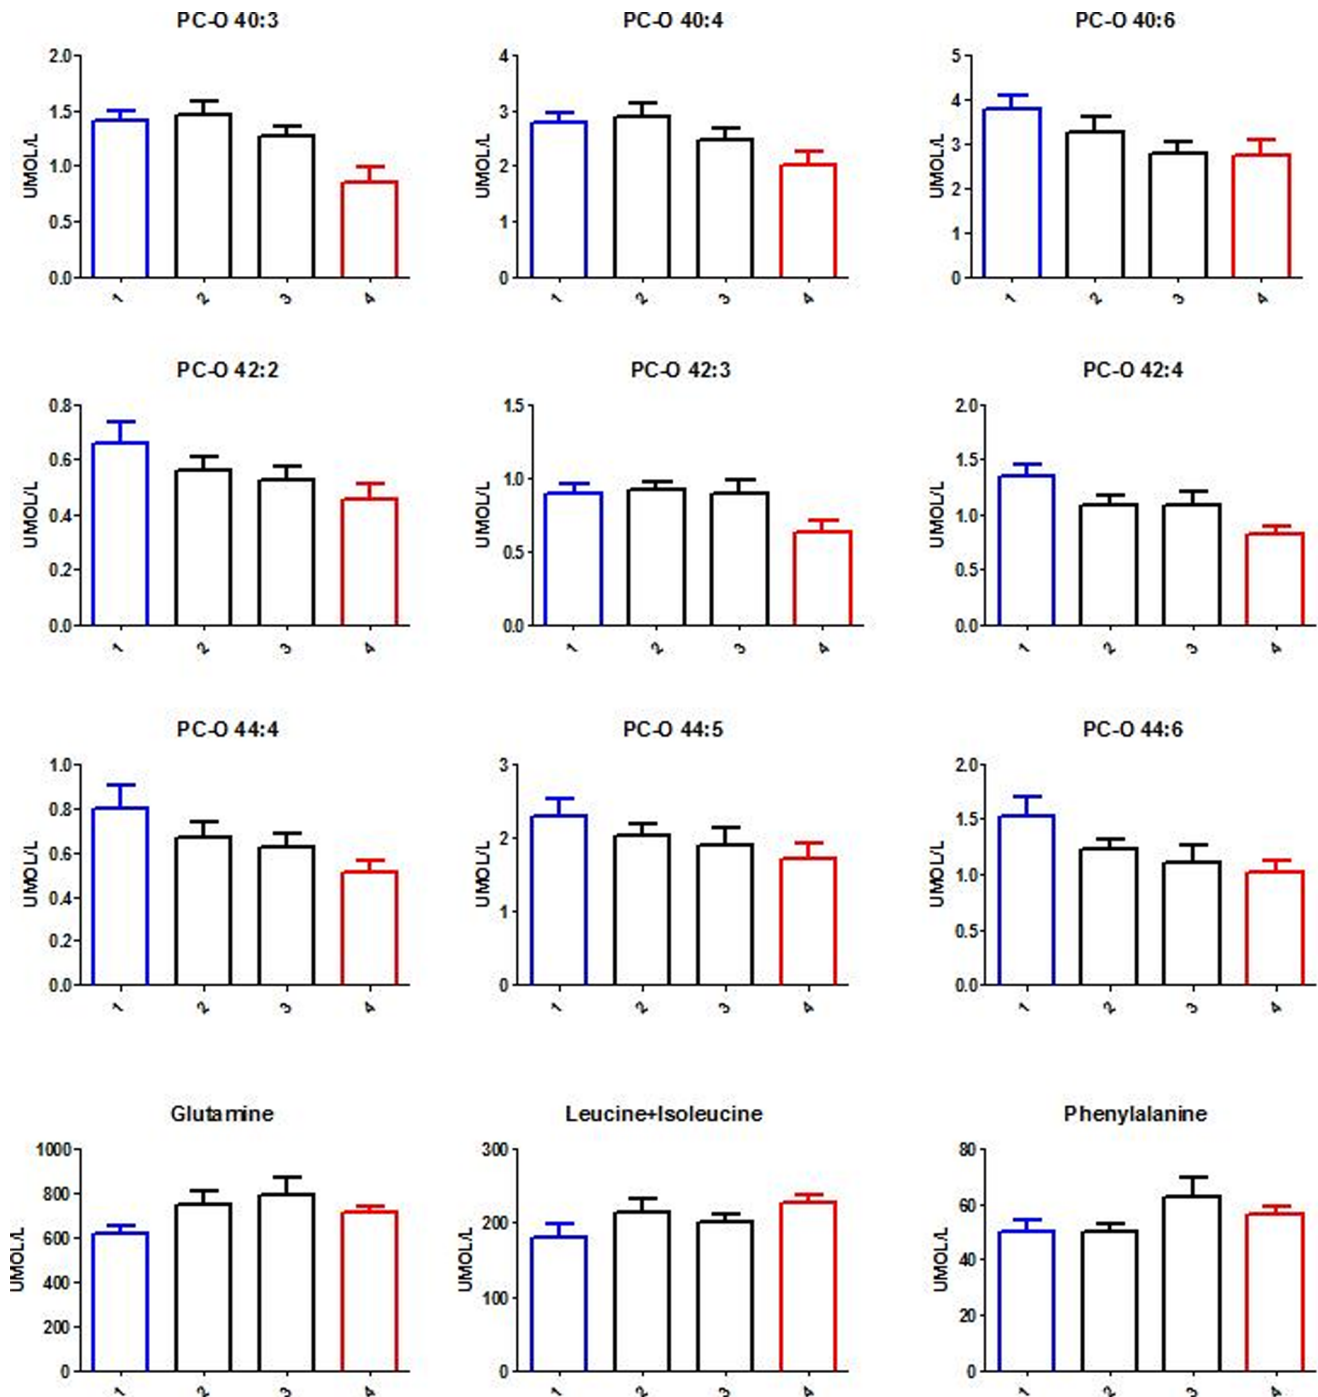 PC-O 40:3 PC-O 40:4 PC-O 40:6
2.0 4 5
1.5 3 4
1.0 2 3
0.5 1 2
0.0 0 1
0
UMOL/L UMOL/L UMOL/L
1 2 3 4 1 2 3 4 1 2 3 4
PC-O 42:2 PC-O 42:3 PC-O 42:4
0.8 1.5 2.0
0.6 1.0 1.5
0.4 0.5 1.0
0.2 0.0 0.5
0.0 0.0
UMOL/L UMOL/L UMOL/L
1 2 3 4 1 2 3 4 1 2 3 4
PC-O 44:4 PC-O 44:5 PC-O 44:6
1.0 3 2.0
0.8 2 1.5
0.6 1 1.0
0.4 0 0.5
0.2 0.0
0.0
UMOL/L UMOL/L UMOL/L
1 2 3 4 1 2 3 4 1 2 3 4
Glutamine Leucine+Isoleucine Phenylalanine
1000 300 80
800 200 60
600 100 40
400 0 20
200 0
0
UMOL/L UMOL/L UMOL/L
1 2 3 4 1 2 3 4 1 2 3 4